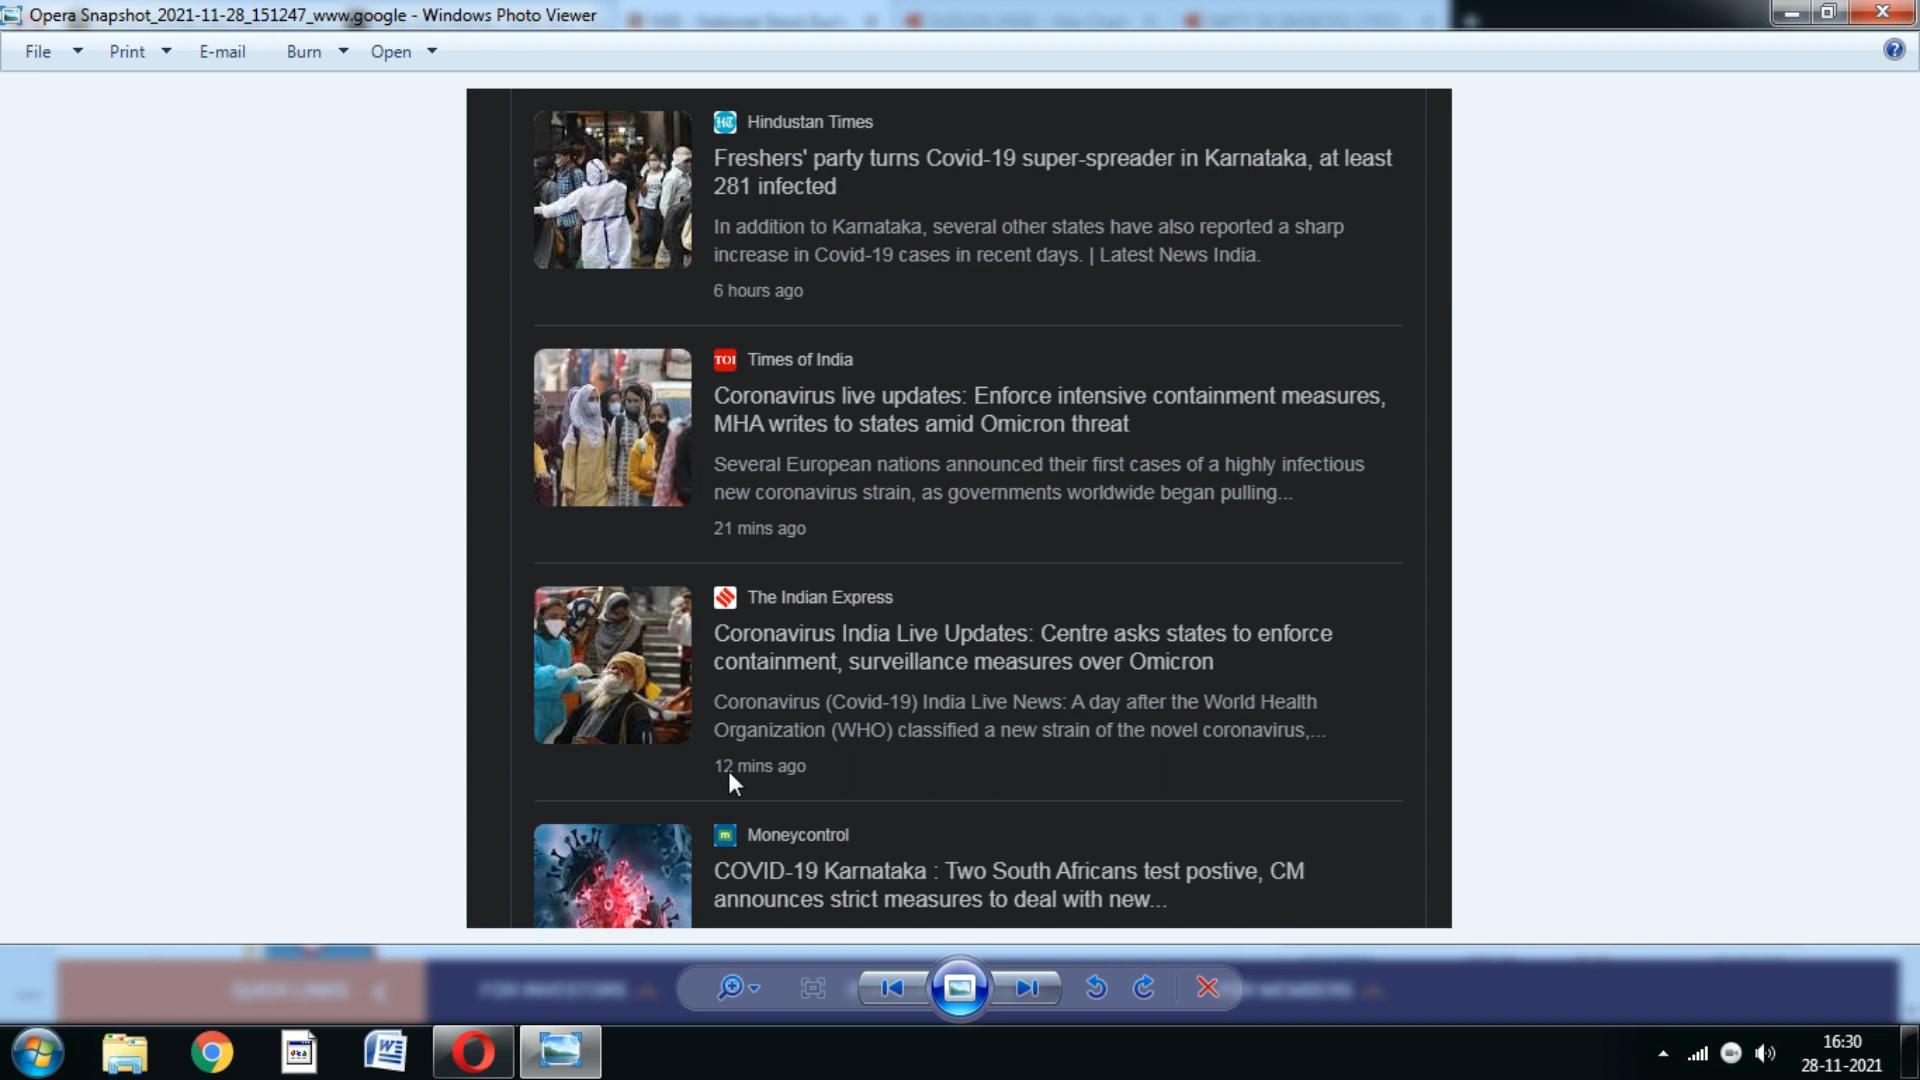 Opera Snapshot_2021-11-28_151247_www.google - Windows Photo Viewer
File Print E-mail Burn Open
Hindustan Times
Freshers' party turns Covid-19 super-spreader in Karnataka, at least
281 infected
In addition to Karnataka, several other states have also reported a sharp
increase in Covid-19 cases in recent days. | Latest News India.
6 hours ago
TOI Times of India
Coronavirus live updates: Enforce intensive containment measures,
MHA writes to states amid Omicron threat
Several European nations announced their first cases of a highly infectious
new coronavirus strain, as governments worldwide began pulling...
21 mins ago
The Indian Express
Coronavirus India Live Updates: Centre asks states to enforce
containment, surveillance measures over Omicron
Coronavirus (Covid-19) India Live News: A day after the World Health
Organization (WHO) classified a new strain of the novel coronavirus,...
12 mins ago
m Moneycontrol
COVID-19 Karnataka : Two South Africans test postive, CM
announces strict measures to deal with new...
QUICK LINKS FOR INVESTORS
16:30
28-11-2021